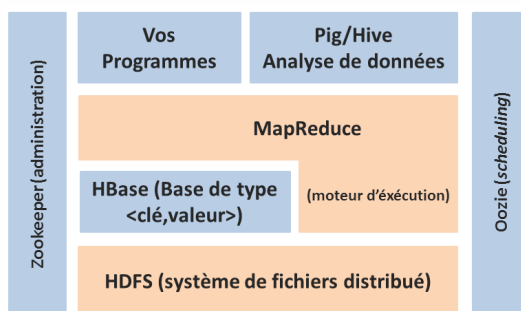 Zookeeper (administration)
Vos
Programmes
Pig/Hive
Analyse de données
MapReduce
HBase (Base de type
<clé,valeur>)
(moteur d'éxécution)
HDFS (système de fichiers distribué)
Oozie (scheduling)